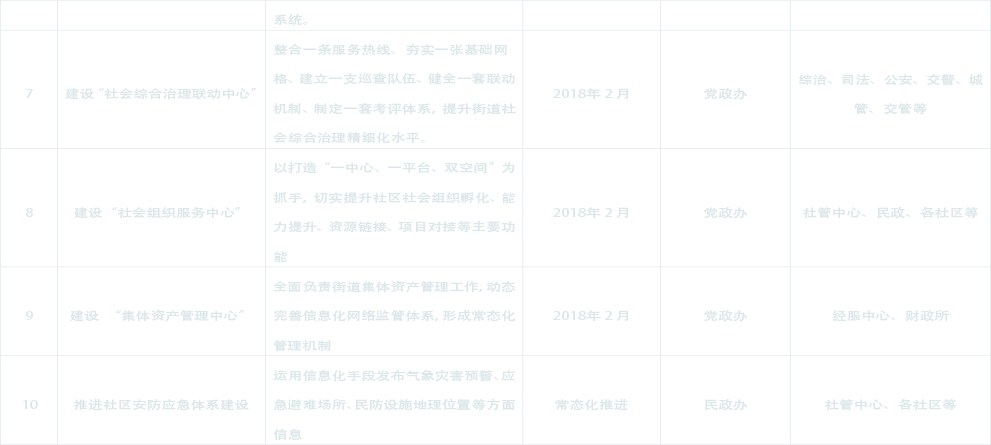 系统。
整合一条服务热线、夯实一张基础网
格、建立一支巡查队伍、健全一套联动
7 建设“社会综合治理联动中心” 2018年2月 党政办 综治、司法、公安、交警、城
机制、制定一套考评体系,提升街道社
管、交管等
会综合治理精细化水平。
以打造“一中心、一平台、双空间”为
抓手,切实提升社区社会组织孵化、能
8 建设“社会组织服务中心” 2018年2月 党政办 社管中心、民政、各社区等
力提升、资源链接、项目对接等主要功
能
全面负责街道集体资产管理工作,动态
9 建设 “集体资产管理中心” 完善信息化网络监管体系,形成常态化 2018年2月 党政办 经服中心、财政所
管理机制
运用信息化手段发布气象灾害预警、应
10 推进社区安防应急体系建设 急避难场所、民防设施地理位置等方面 常态化推进 民政办 社管中心、各社区等
信息